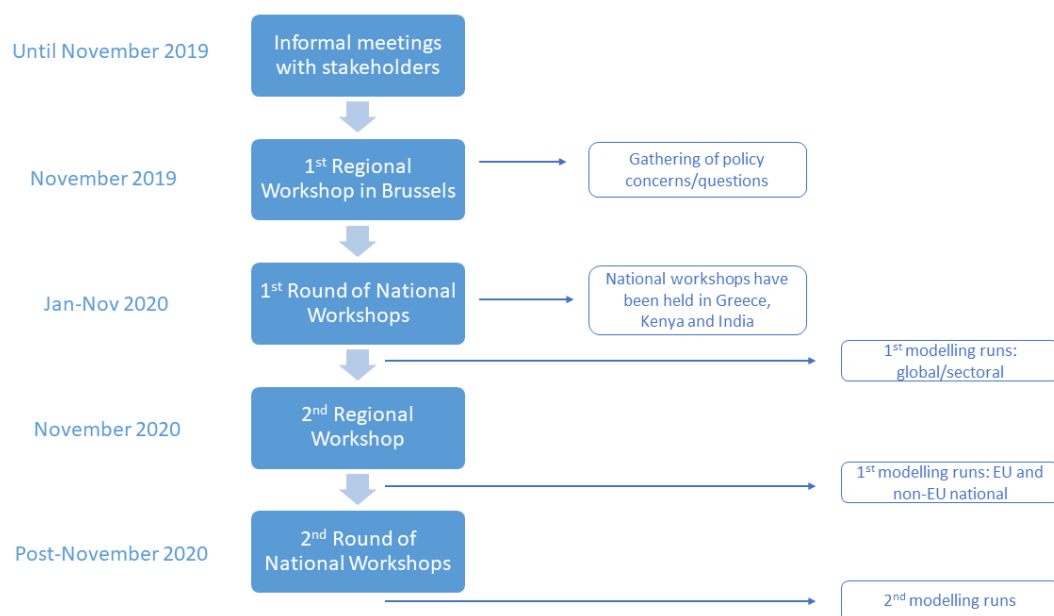 Until November 2019
Informal meetings
with stakeholders
November 2019
1st Regional
Workshop in Brussels
Gathering of policy
concerns/questions
Jan-Nov 2020
1st Round of National
Workshops
National workshops have
been held in Greece,
Kenya and India
1st modelling runs:
global/sectoral
November 2020
2nd Regional
Workshop
1st modelling runs: EU and
non-EU national
Post-November 2020
2nd Round of
National Workshops
2nd modelling runs